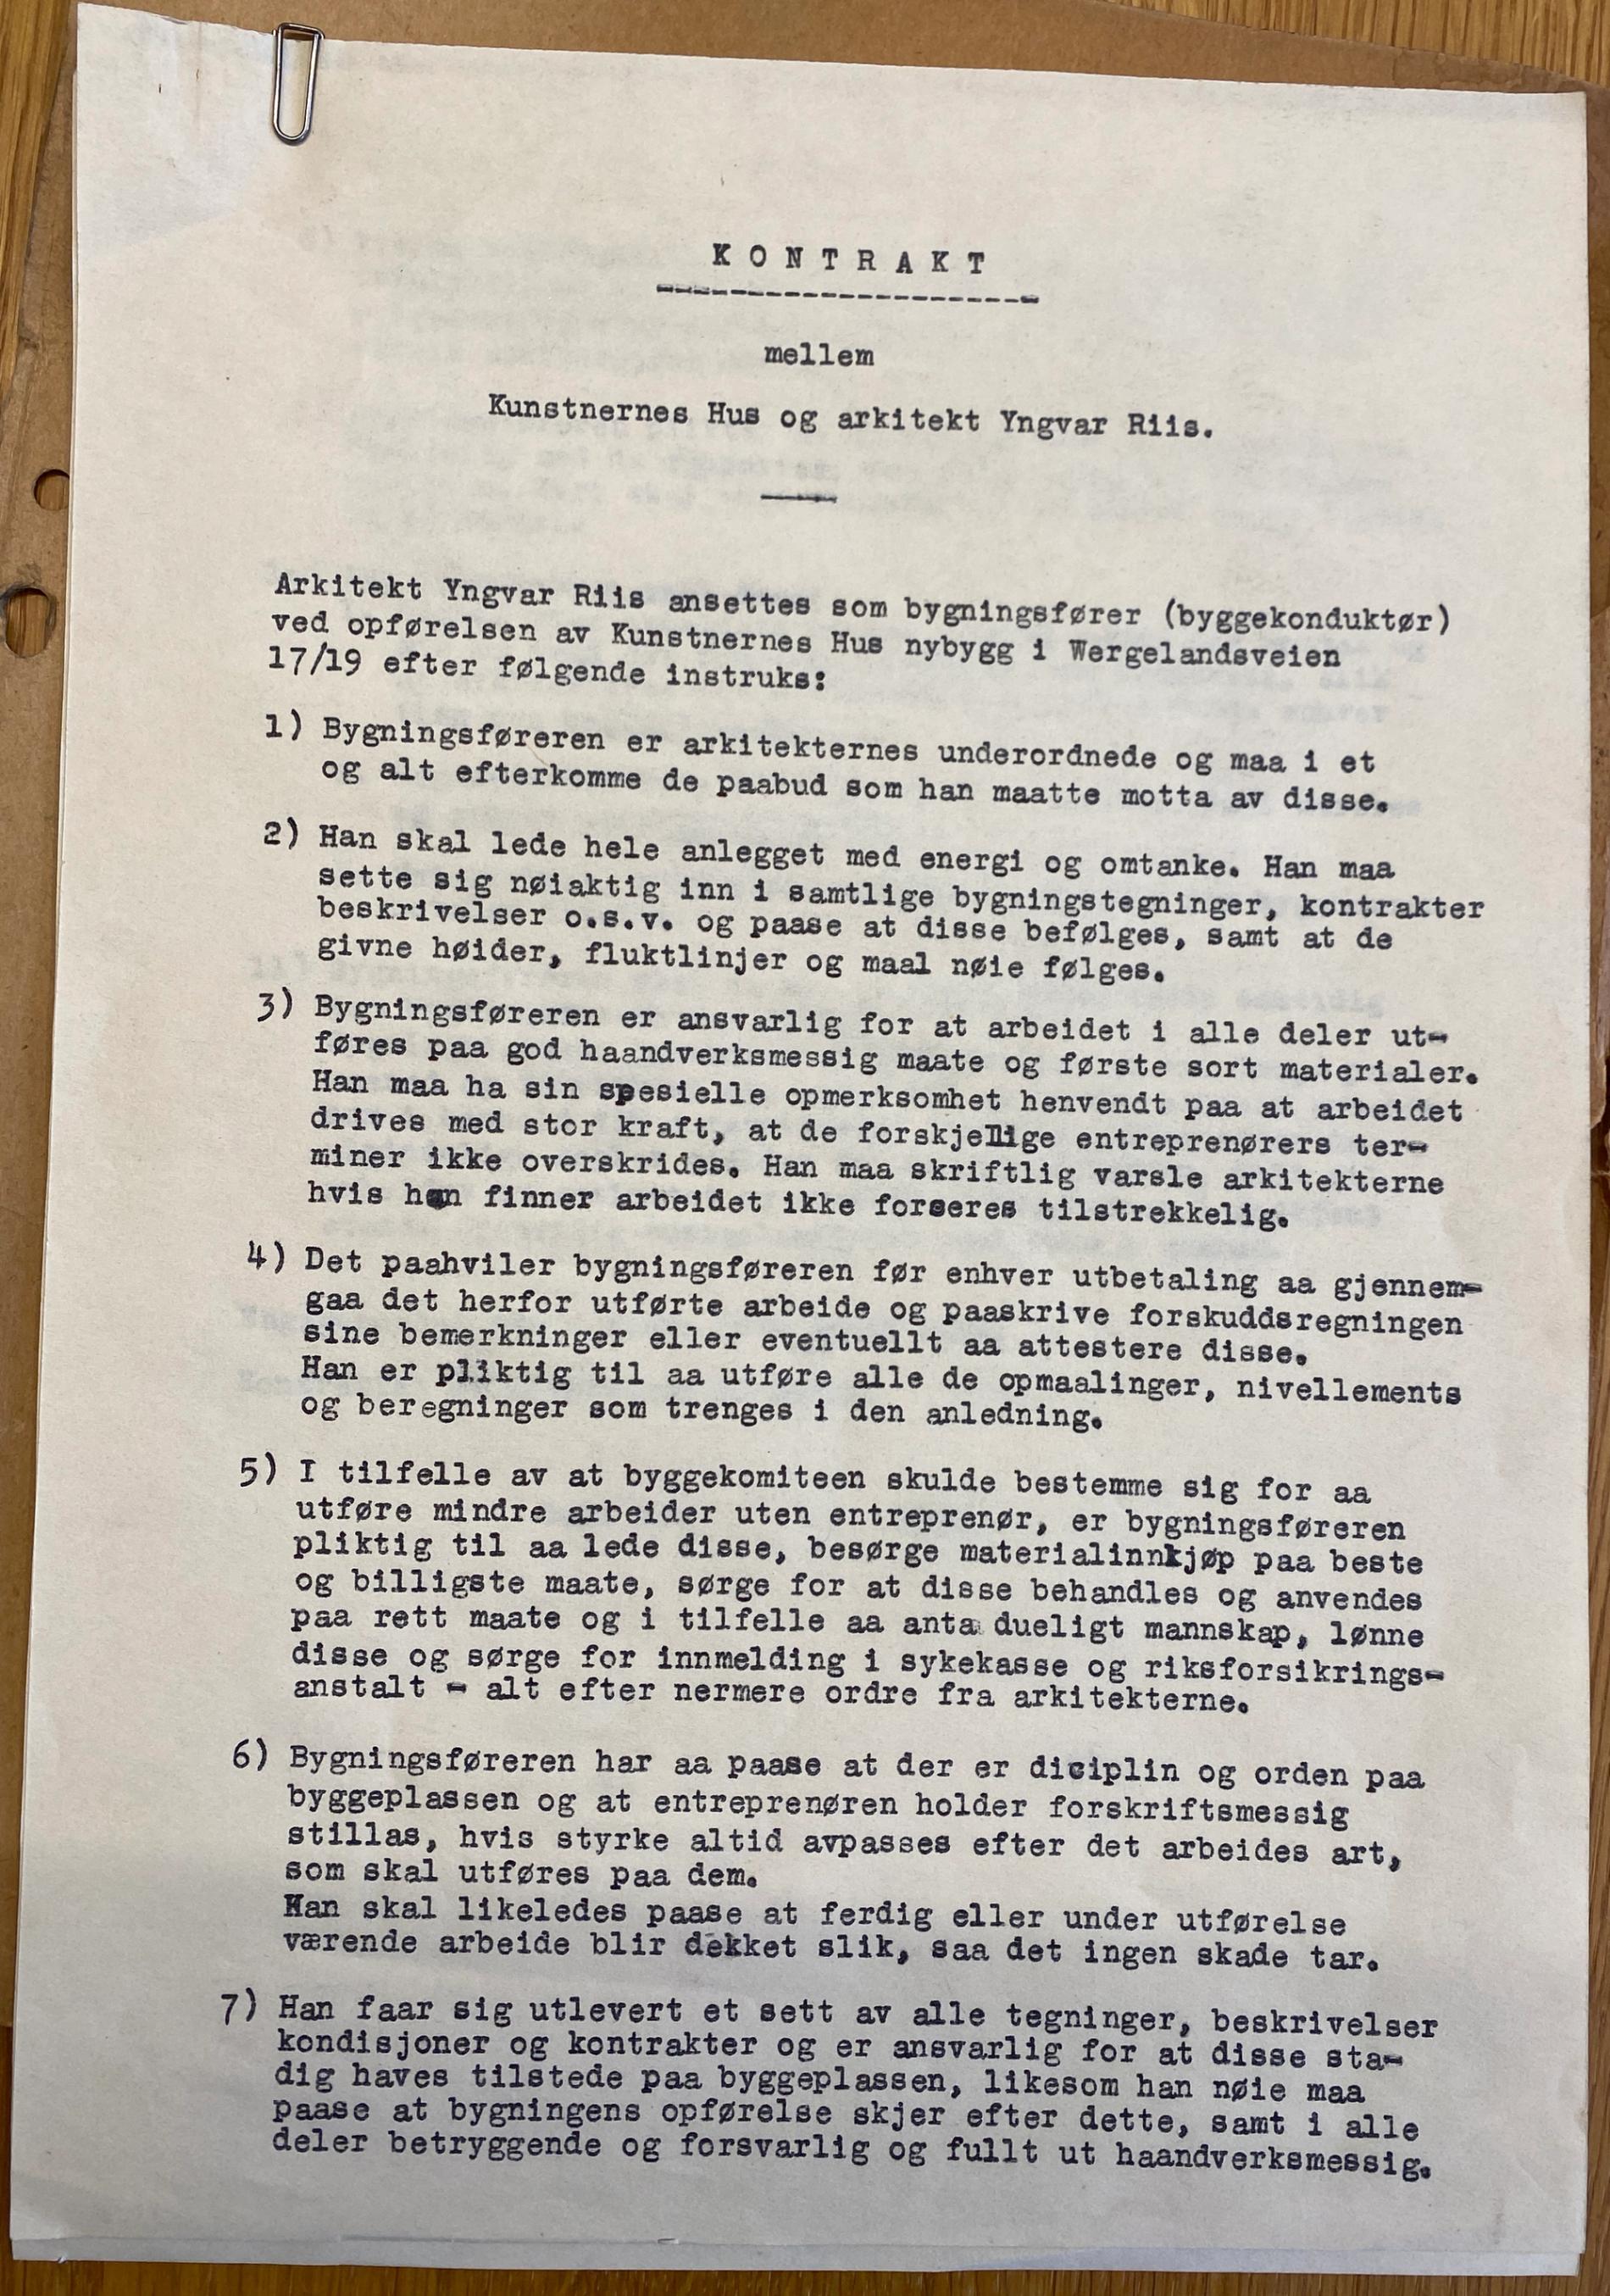 K O N T R A K T
mellem
Kunstnernes Hus og arkitekt Yngvar Riis.
Arkitekt Yngvar Riis ansettes som bygningsfører (byggekonduktør)
ved opførelsen av Kunstnernes Hus nybygg i Wergelandsveien
17/19 efter følgende instruks:
1) Bygningsføreren er arkitekternes underordnede og maa i et
og alt efterkomme de paabud som han maatte motta av disse.
2) Han skal lede hele anlegget med energi og omtanke. Han maa
sette sig nøiaktig inn i samtlige bygningstegninger, kontrakter
beskrivelser o.s.v. og paase at disse befølges, samt at de
givne høider, fluktlinjer og maal nøie følges.
3) Bygningsføreren er ansvarlig for at arbeidet i alle deler ut-
føres paa god haandverksmessig maate og første sort materialer.
Han maa ha sin spesielle opmerksomhet henvendt paa at arbeidet
drives med stor kraft, at de forskjellige entreprenørers ter-
miner ikke overskrides. Han maa skriftlig varsle arkitekterne
hvis han finner arbeidet ikke forseres tilstrekkelig.
4) Det paahviler bygningsføreren før enhver utbetaling aa gjennem-
gaa det herfor utførte arbeide og paaskrive forskuddsregningen
sine bemerkninger eller eventuellt aa attestere disse.
Han er pliktig til aa utføre alle de opmaalinger, nivellements
og beregninger som trenges i den anledning.
5) I tilfelle av at byggekomiteen skulde bestemme sig for aa
utføre mindre arbeider uten entreprenør, er bygningsføreren
pliktig til aa lede disse, besørge materialinnkjøp paa beste
og billigste maate, sørge for at disse behandles og anvendes
paa rett maate og i tilfelle aa anta dueligt mannskap, lønne
disse og sørge for innmelding i sykekasse og riksforsikrings-
anstalt - alt efter nermere ordre fra arkitekterne.
6) Bygningsføreren har aa paase at der er diciplin og orden paa
byggeplassen og at entreprenøren holder forskriftsmessig
stillas, hvis styrke altid avpasses efter det arbeides art,
som skal utføres paa dem.
Han skal likeledes paase at ferdig eller under utførelse
værende arbeide blir dekket slik, saa det ingen skade tar.
7) Han faar sig utlevert et sett av alle tegninger, beskrivelser
kondisjoner og kontrakter og er ansvarlig for at disse sta-
dig haves tilstede paa byggeplassen, likesom han nøie maa
paase at bygningens opførelse skjer efter dette, samt i alle
deler betryggende og forsvarlig og fullt ut haandverksmessig.